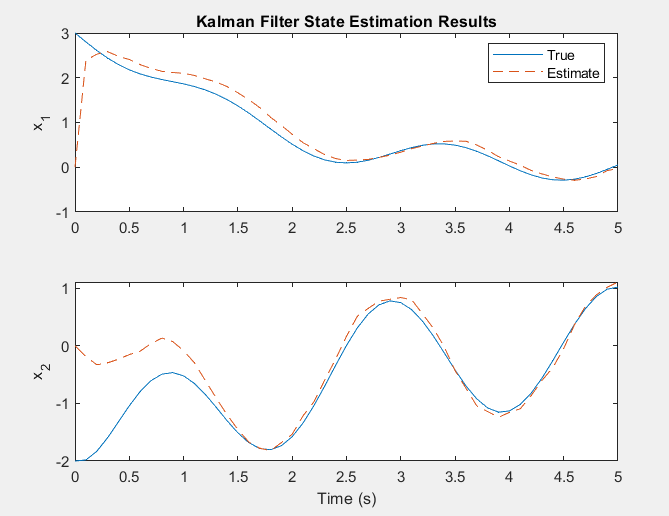 Kalman Filter State Estimation Results
3
2
1
0
-1
x1
True
Estimate
0 0.5 1 1.5 2 2.5 3 3.5 4 4.5 5
1
0
-1
-2
x2
0 0.5 1 1.5 2 2.5 3 3.5 4 4.5 5
Time (s)